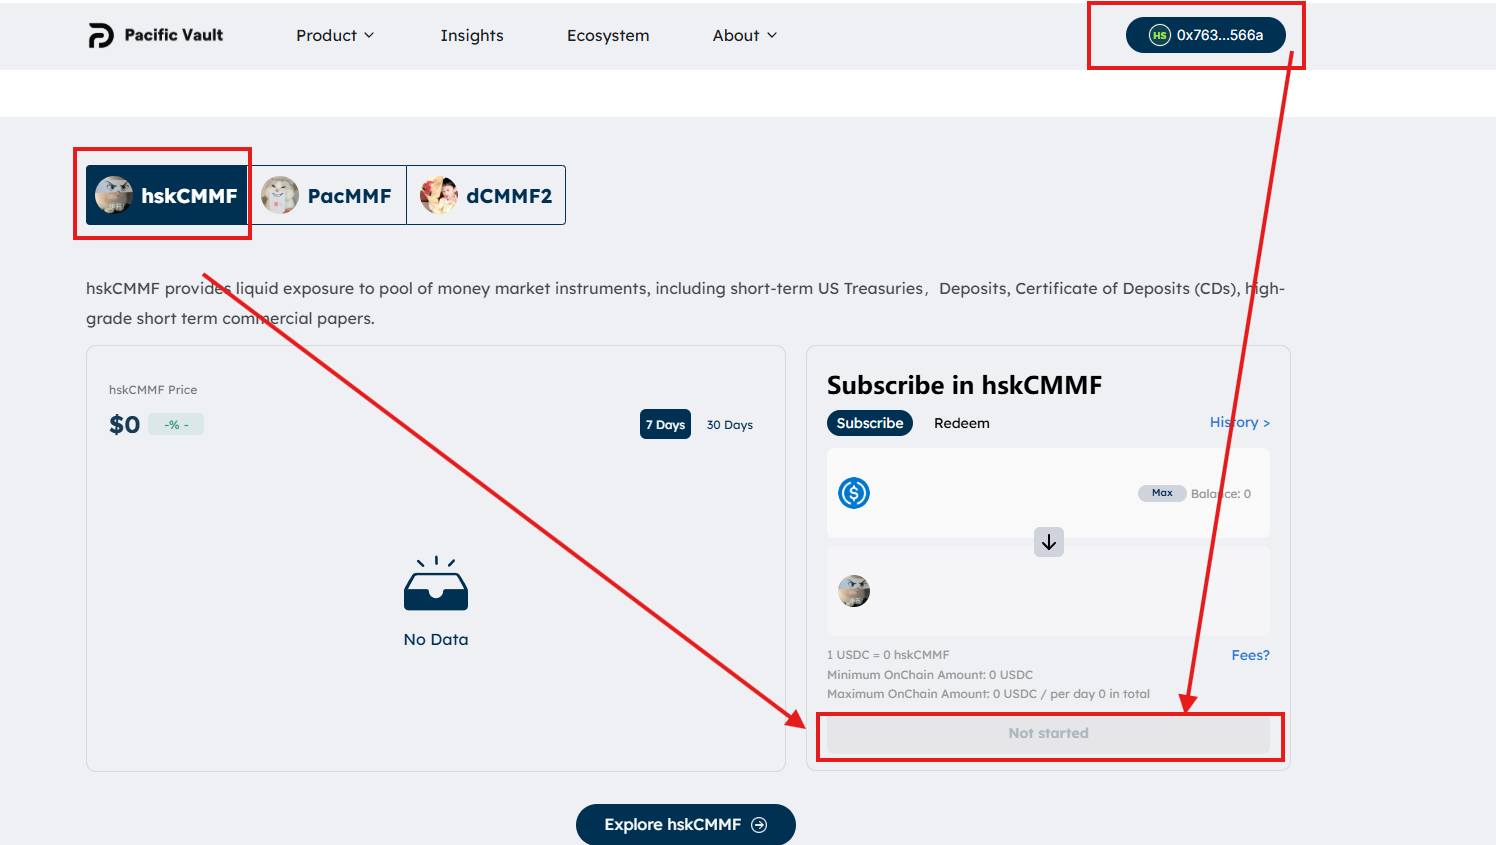 Pacific Vault
Product
Insights
Ecosystem
About
HS 0x763...566a
hskCMMF
PacMMF
dCMMF2
hskCMMF provides liquid exposure to pool of money market instruments, including short-term US Treasuries，Deposits, Certificate of Deposits (CDs), high-
grade short term commercial papers.
hskCMMF Price
$0 -% -
7 Days
30 Days
No Data
Subscribe in hskCMMF
Subscribe
Redeem
History >
Max
Balance: 0
1 USDC = 0 hskCMMF
Fees?
Minimum OnChain Amount: 0 USDC
Maximum OnChain Amount: 0 USDC / per day 0 in total
Not started
Explore hskCMMF